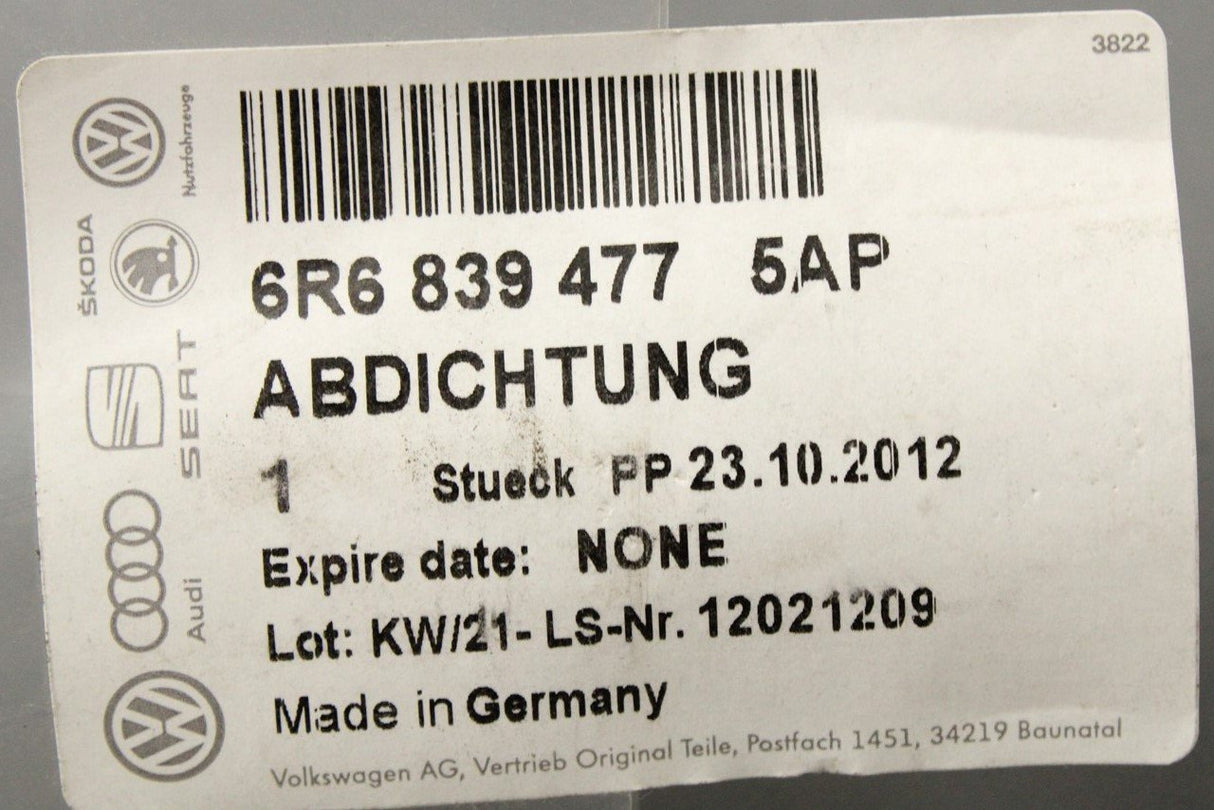 3822
Nutzfahrzeuge
ŠKODA
SEAT
Audi
6R6 839 477 5AP
ABDICHTUNG
1 Stueck PP 23.10.2012
Expire date: NONE
Lot: KW/21- LS-Nr. 12021209
Made in Germany
Volkswagen AG, Vertrieb Original Teile, Postfach 1451, 34219 Baunatal